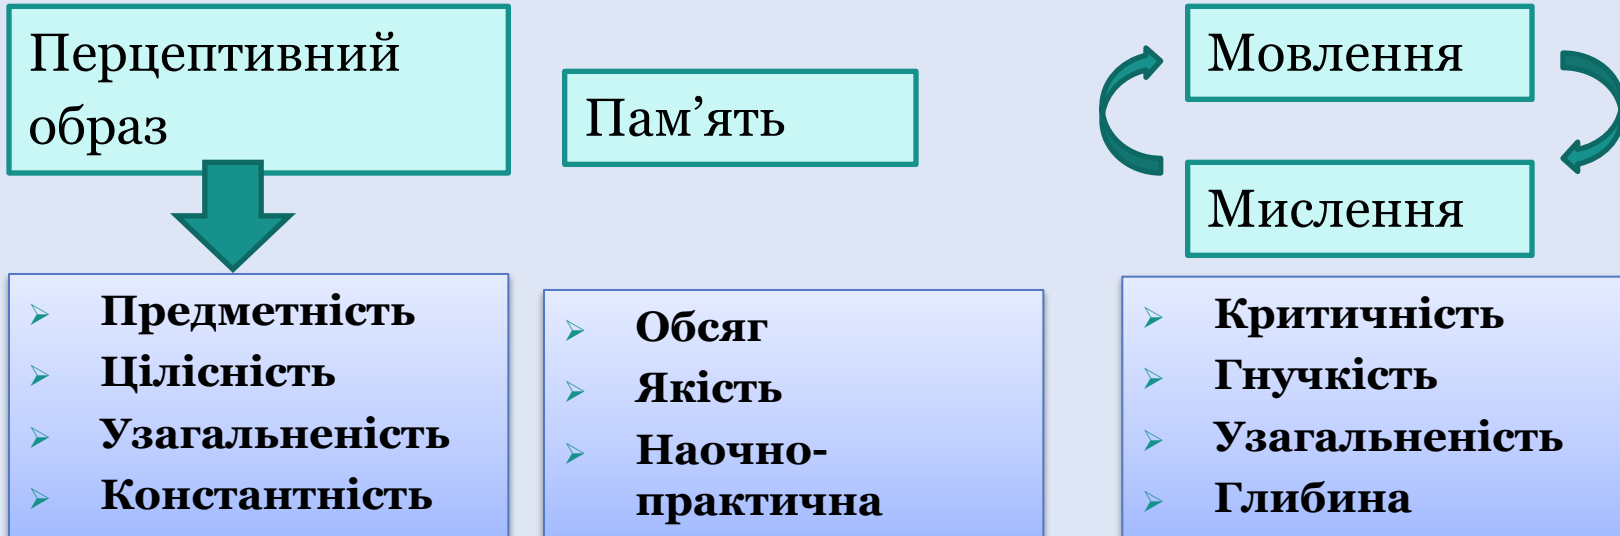 Перцептивний
образ
Пам’ять
Мовлення
Мислення
Предметність
Цілісність
Узагальненість
Константність
Обсяг
Якість
Наочно-
практична
Критичність
Гнучкість
Узагальненість
Глибина